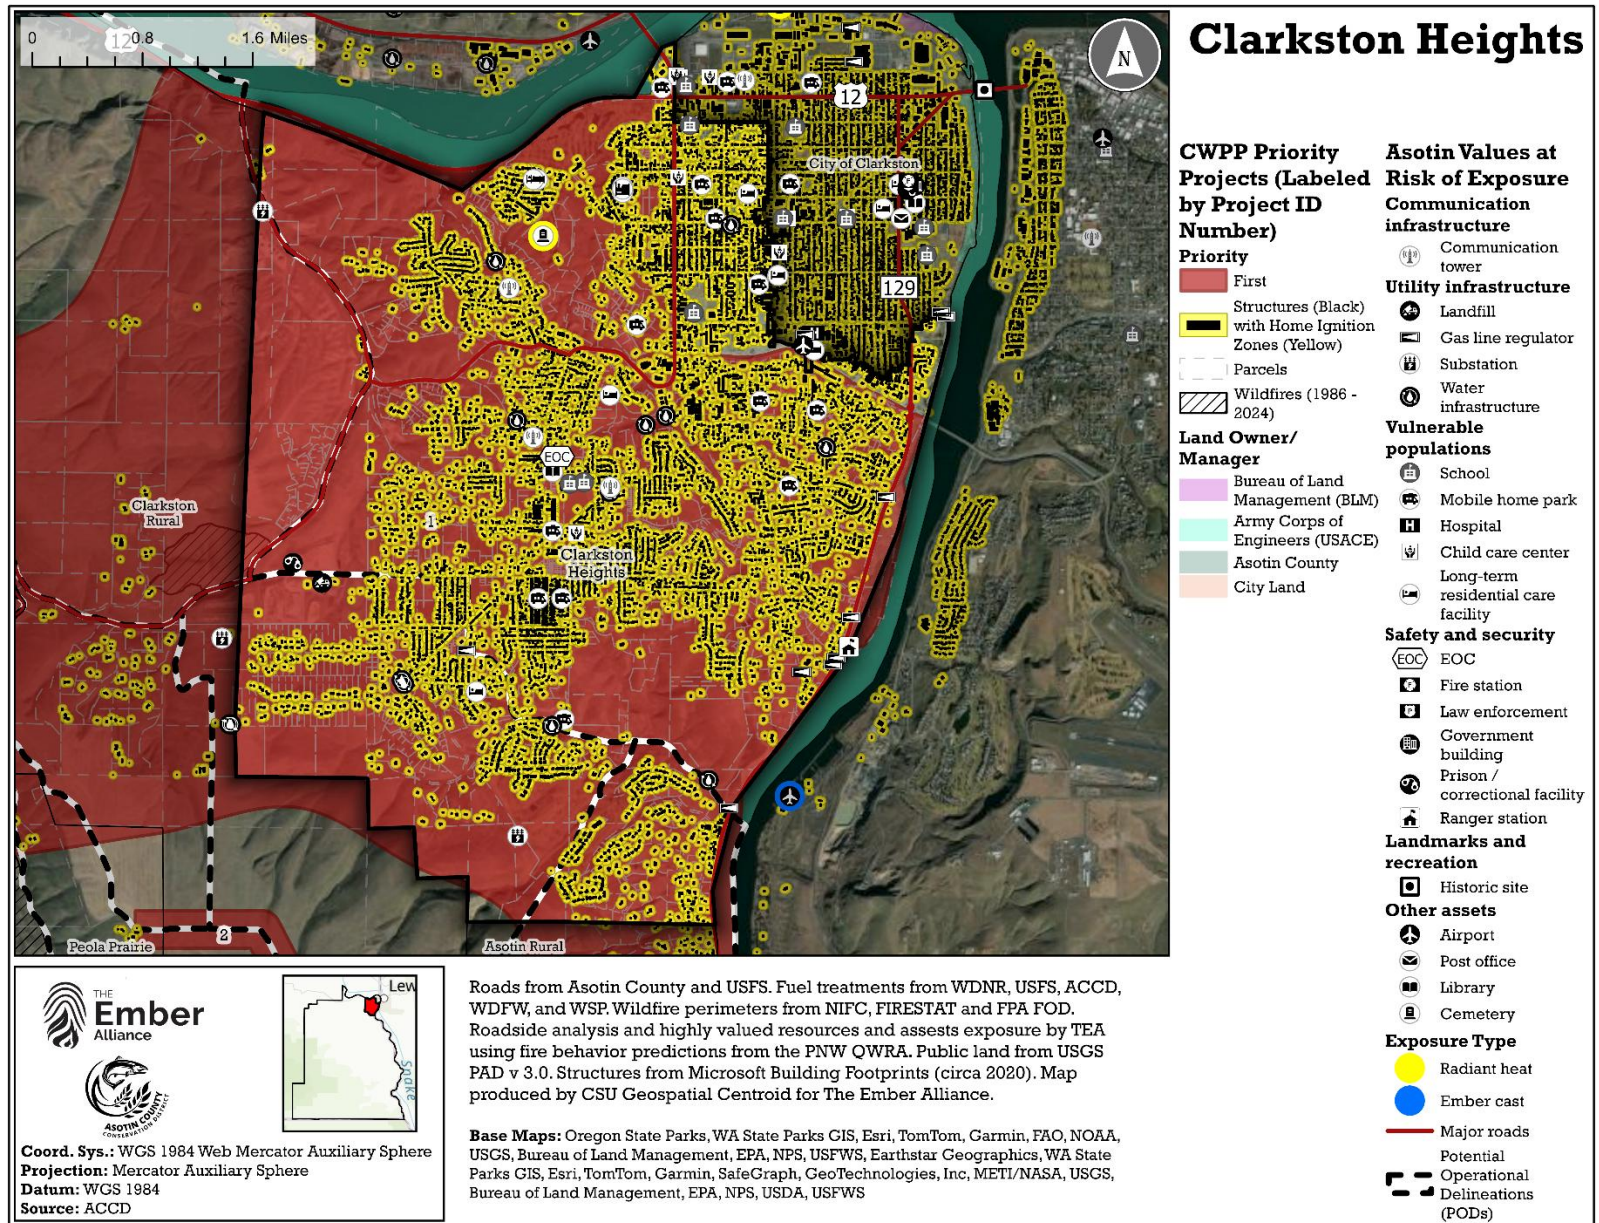 Clarkston Heights
0 0.8 1.6 Miles
12
N
12
City of Clarkston
129
EOC
Clarkston
Rural
1
Clarkston
Heights
2
Peola Prairie
Asotin Rural
CWPP Priority
Projects (Labeled
by Project ID
Number)
Priority
First
Structures (Black)
with Home Ignition
Zones (Yellow)
Parcels
Wildfires (1986 -
2024)
Land Owner/
Manager
Bureau of Land
Management (BLM)
Army Corps of
Engineers (USACE)
Asotin County
City Land
Asotin Values at
Risk of Exposure
Communication
infrastructure
Communication
tower
Utility infrastructure
Landfill
Gas line regulator
Substation
Water
infrastructure
Vulnerable
populations
School
Mobile home park
H Hospital
Child care center
Long-term
residential care
facility
Safety and security
EOC EOC
F Fire station
P Law enforcement
Government
building
Prison /
correctional facility
Ranger station
Landmarks and
recreation
Historic site
Other assets
Airport
Post office
Library
Cemetery
Exposure Type
Radiant heat
Ember cast
Major roads
Potential
Operational
Delineations
(PODs)
THE
Ember
Alliance
ASOTIN COUNTY
CONSERVATION DISTRICT
Lew
Snake
Coord. Sys.: WGS 1984 Web Mercator Auxiliary Sphere
Projection: Mercator Auxiliary Sphere
Datum: WGS 1984
Source: ACCD
Roads from Asotin County and USFS. Fuel treatments from WDNR, USFS, ACCD,
WDFW, and WSP. Wildfire perimeters from NIFC, FIRESTAT and FPA FOD.
Roadside analysis and highly valued resources and assests exposure by TEA
using fire behavior predictions from the PNW QWRA. Public land from USGS
PAD v 3.0. Structures from Microsoft Building Footprints (circa 2020). Map
produced by CSU Geospatial Centroid for The Ember Alliance.
Base Maps: Oregon State Parks, WA State Parks GIS, Esri, TomTom, Garmin, FAO, NOAA,
USGS, Bureau of Land Management, EPA, NPS, USFWS, Earthstar Geographics, WA State
Parks GIS, Esri, TomTom, Garmin, SafeGraph, GeoTechnologies, Inc, METI/NASA, USGS,
Bureau of Land Management, EPA, NPS, USDA, USFWS